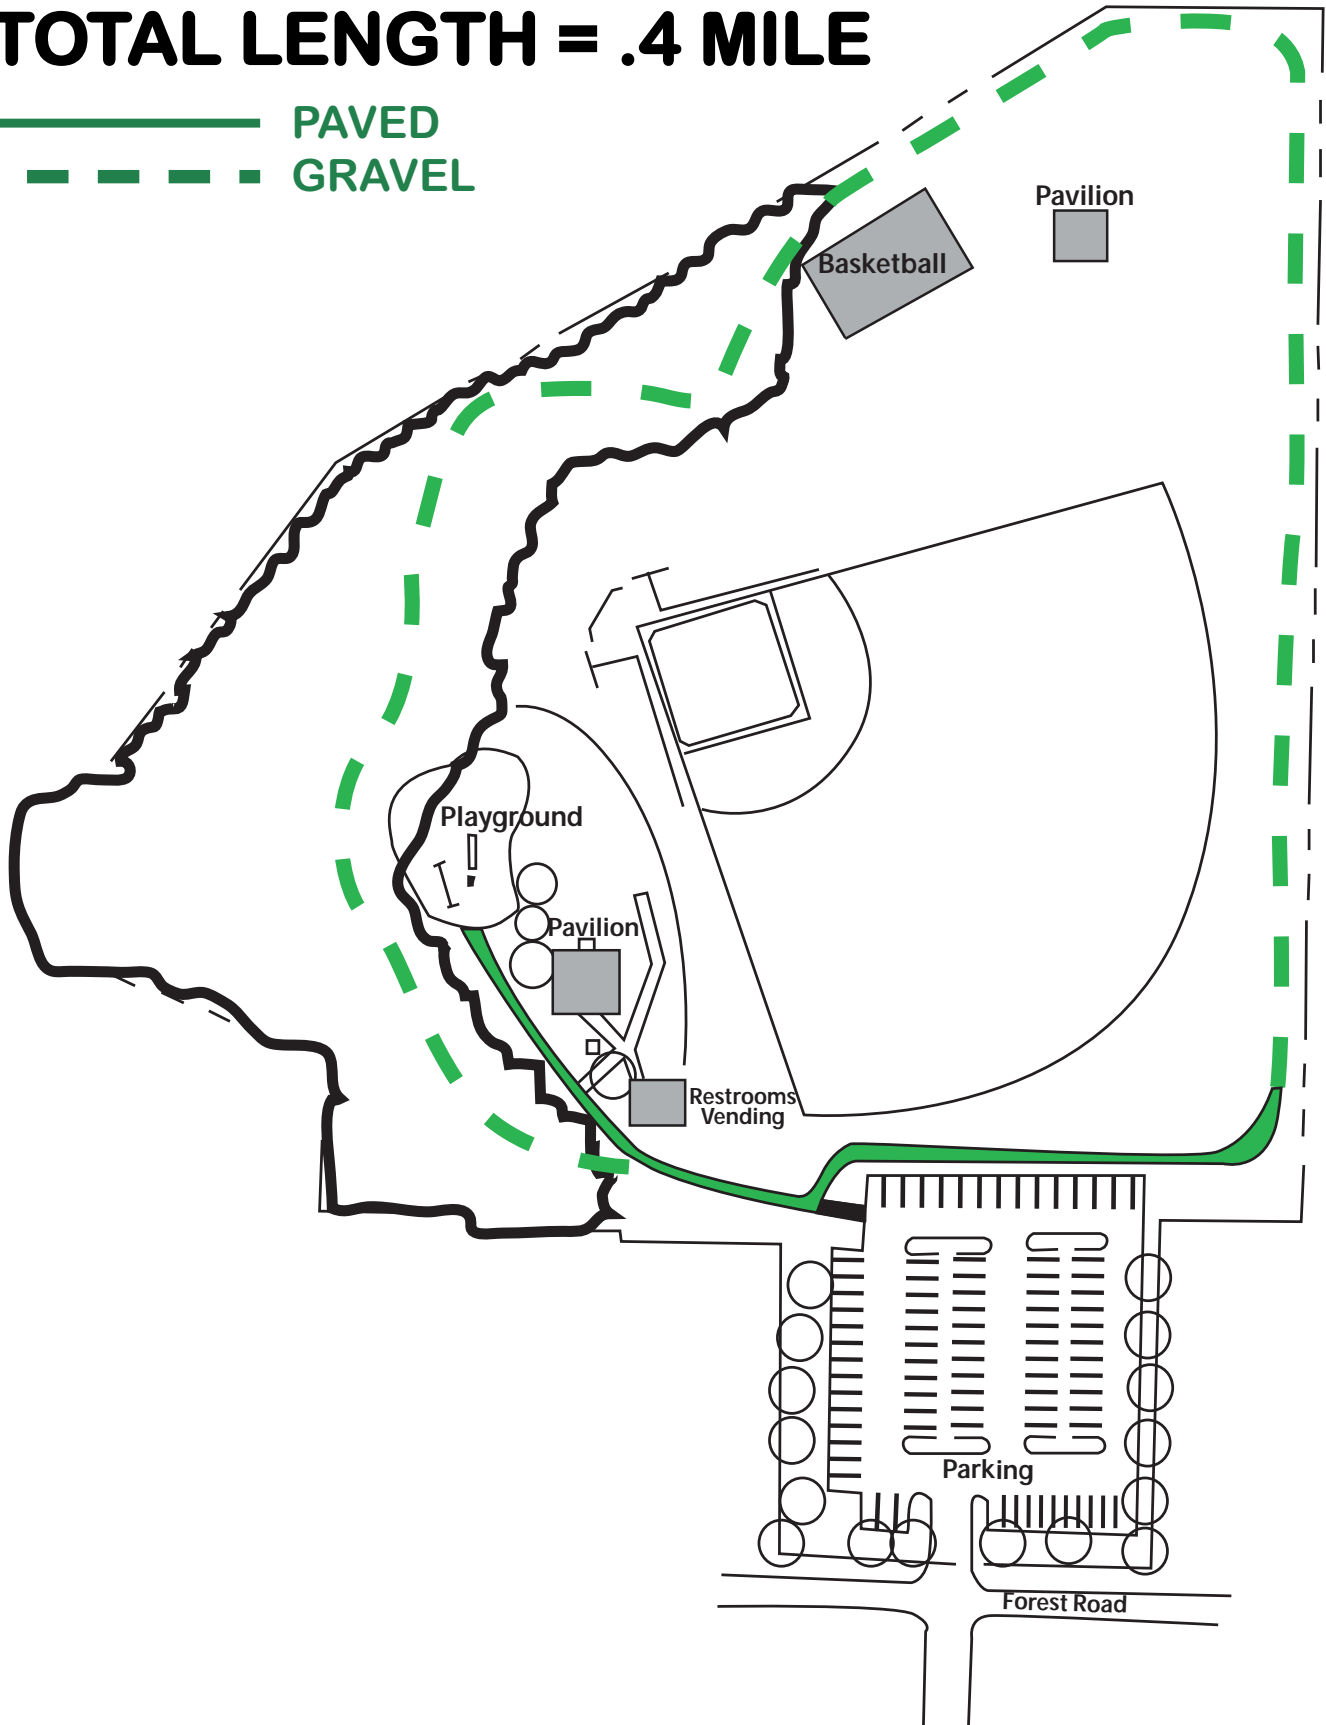 TOTAL LENGTH = .4 MILE
PAVED
GRAVEL
Pavilion
Basketball
Playground
Pavilion
Restrooms
Vending
Parking
Forest Road